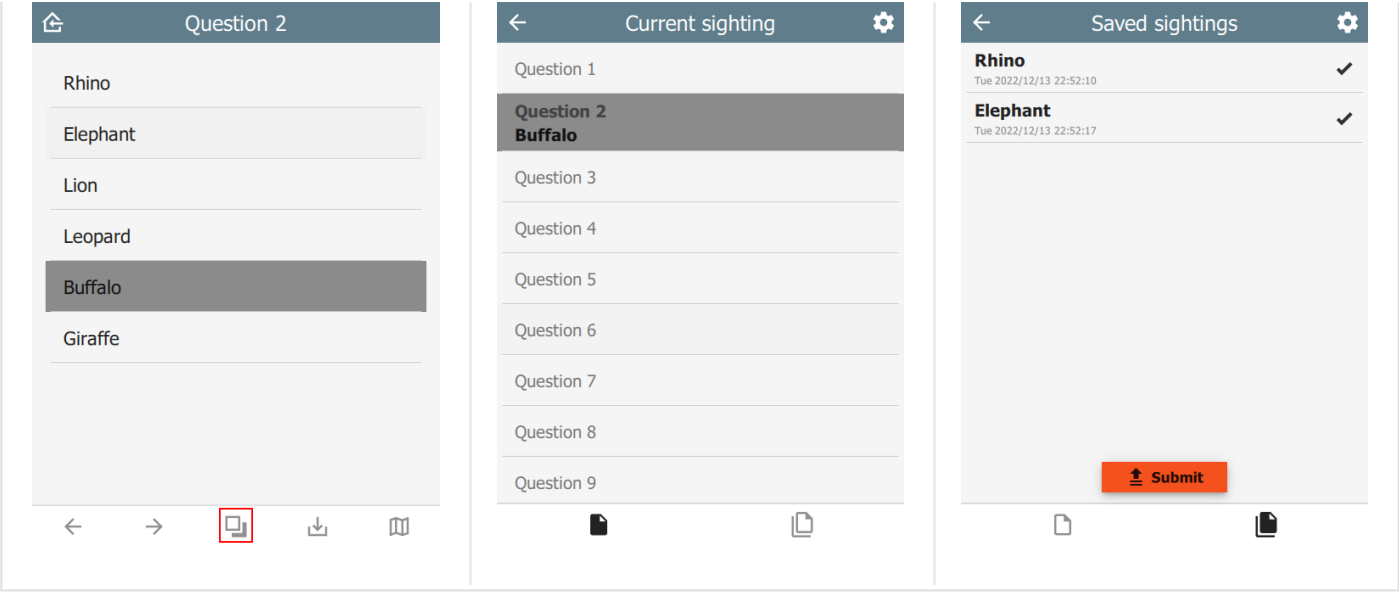 Question 2
Rhino
Elephant
Lion
Leopard
Buffalo
Giraffe
Current sighting
Question 1
Question 2
Buffalo
Question 3
Question 4
Question 5
Question 6
Question 7
Question 8
Question 9
Saved sightings
Rhino
Tue 2022/12/13 22:52:10
Elephant
Tue 2022/12/13 22:52:17
Submit